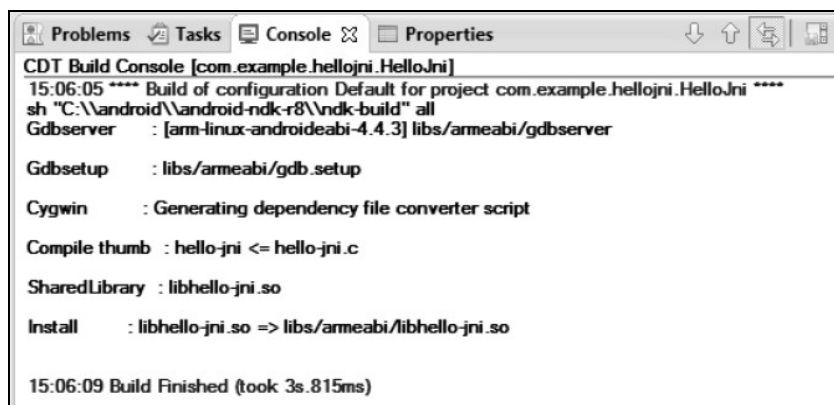 Problems Tasks Console Properties
CDT Build Console [com.example.hellojni.HelloJni]
15:06:05 **** Build of configuration Default for project com.example.hellojni.HelloJni ****
sh "C:\\android\\android-ndk-r8\\ndk-build" all
Gdbserver : [arm-linux-androideabi-4.4.3] libs/armeabi/gdbserver
Gdbsetup : libs/armeabi/gdb.setup
Cygwin : Generating dependency file converter script
Compile thumb : hello-jni <= hello-jni.c
SharedLibrary : libhello-jni.so
Install : libhello-jni.so => libs/armeabi/libhello-jni.so
15:06:09 Build Finished (took 3s.815ms)